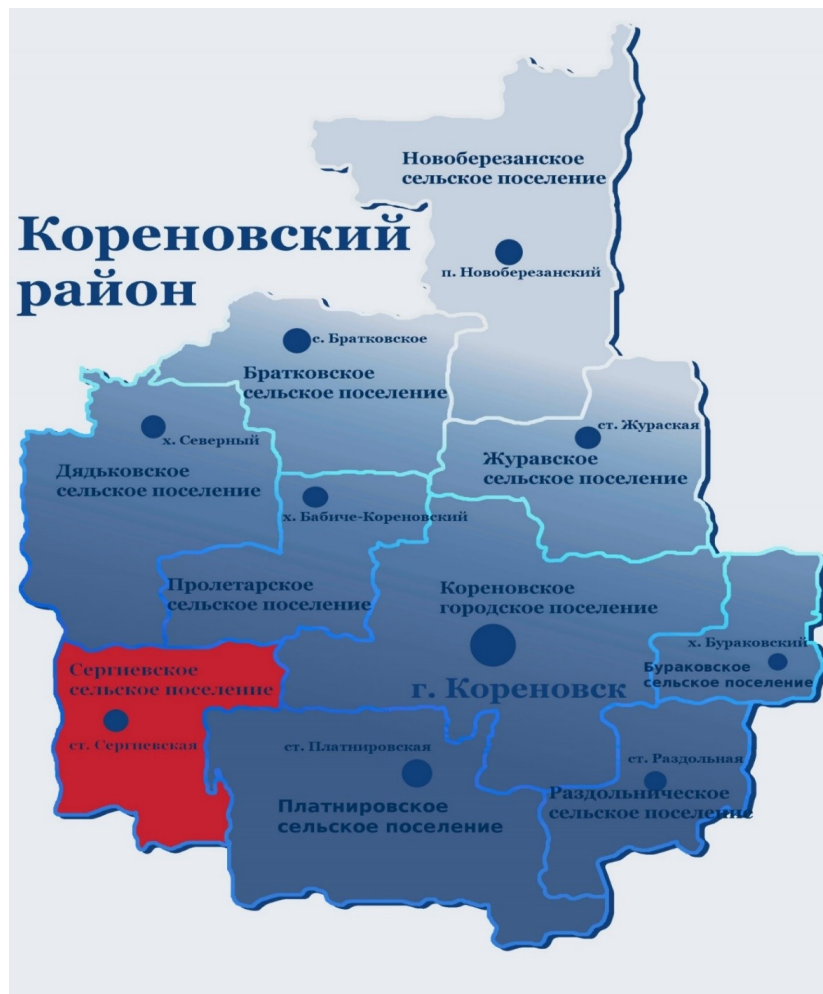 Новоберезанское
сельское поселение
Кореновский
район
п. Новоберезанский
с. Братковское
Братковское
сельское поселение
ст. Жураская
х. Северный
Журавское
сельское поселение
Дядьковское
сельское поселение
х. Бабиче-Кореновский
Пролетарское
сельское поселение
Кореновское
городское поселение
х. Бураковский
Бураковское
сельское поселение
Сергиевское
сельское поселение
г. Кореновск
ст. Сергиевская
ст. Платнировская
ст. Раздольная
Раздольническое
сельское поселение
Платнировское
сельское поселение